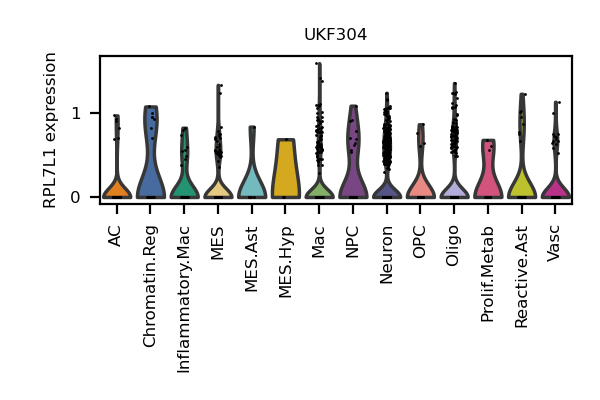 UKF304
RPL7L1 expression
1
0
AC
Chromatin.Reg
Inflammatory.Mac
MES
MES.Ast
MES.Hyp
Mac
NPC
Neuron
OPC
Oligo
Prolif.Metab
Reactive.Ast
Vasc